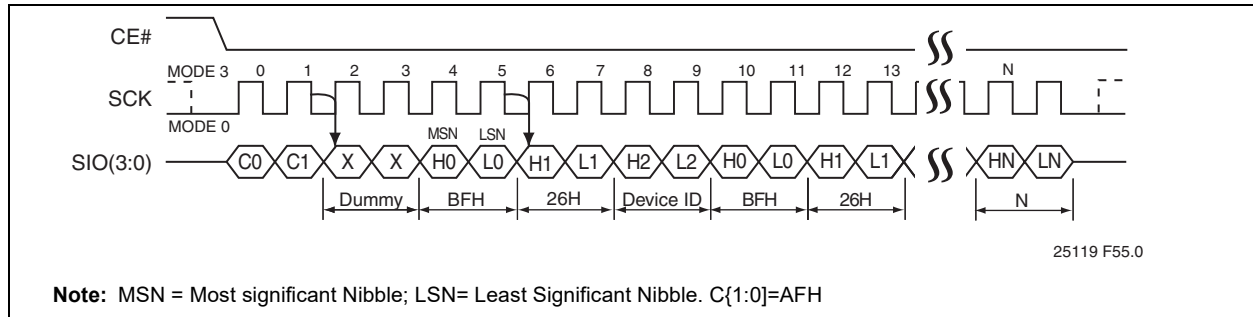 CE#
MODE 3 0 1 2 3 4 5 6 7 8 9 10 11 12 13 N
SCK
MODE 0
MSN LSN
SIO(3:0) C0 C1 X X H0 L0 H1 L1 H2 L2 H0 L0 H1 L1 HN LN
Dummy BFH 26H Device ID BFH 26H N
25119 F55.0
Note: MSN = Most significant Nibble; LSN= Least Significant Nibble. C{1:0]=AFH